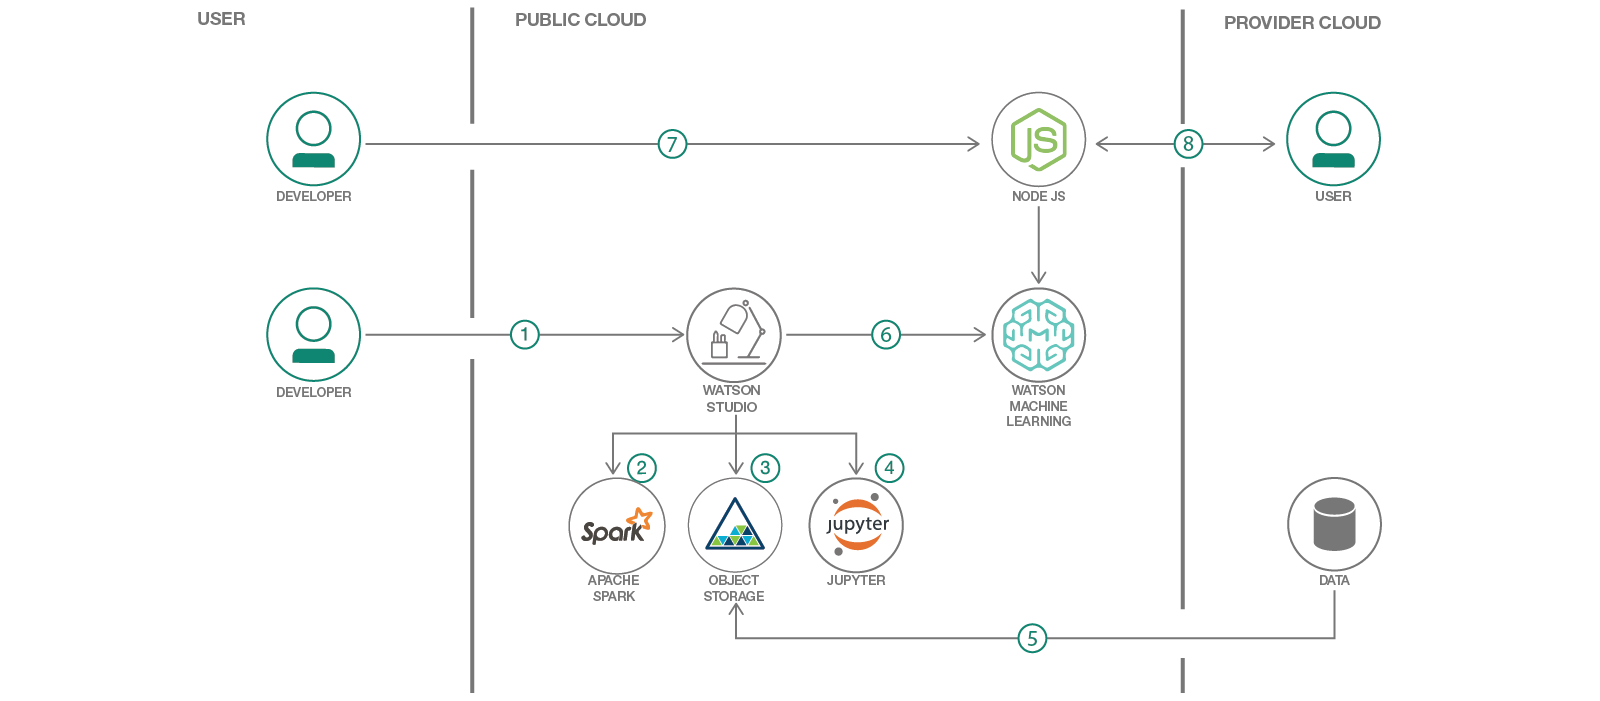 USER
PUBLIC CLOUD
PROVIDER CLOUD
7
JS
8
DEVELOPER
NODE JS
USER
1
6
DEVELOPER
WATSON
STUDIO
WATSON
MACHINE
LEARNING
2
3
4
Spark
jupyter
APACHE
SPARK
OBJECT
STORAGE
JUPYTER
DATA
5